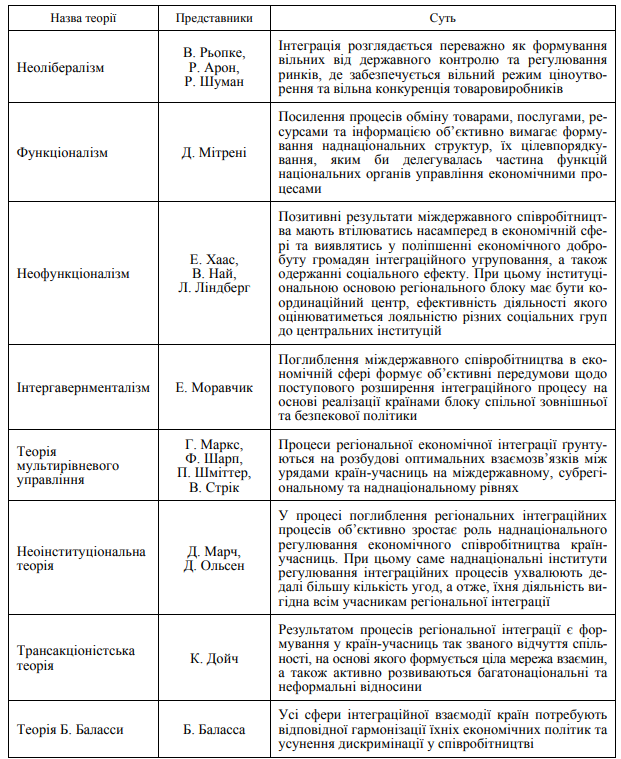 Назва теорії
Представники
Суть
Неолібералізм
В. Рьопке,
Р. Арон,
Р. Шуман
Інтеграція розглядається переважно як формування
вільних від державного контролю та регулювання
ринків, де забезпечується вільний режим ціноутво-
рення та вільна конкуренція товаровиробників
Функціоналізм
Д. Мітрені
Посилення процесів обміну товарами, послугами, ре-
сурсами та інформацією об’єктивно вимагає форму-
вання наднаціональних структур, їх цілевпорядку-
вання, яким би делегувалась частина функцій
національних органів управління економічними про-
цесами
Неофункціоналізм
Е. Хаас,
В. Най,
Л. Ліндберг
Позитивні результати міждержавного співробітницт-
ва мають втілюватись насамперед в економічній сфе-
рі та виявлятись у поліпшенні економічного добро-
буту громадян інтеграційного угруповання, а також
одержанні соціального ефекту. При цьому інституці-
ональною основою регіонального блоку має бути ко-
ординаційний центр, ефективність діяльності якого
оцінюватиметься лояльністю різних соціальних груп
до центральних інституцій
Інтергавернменталізм
Е. Моравчик
Поглиблення міждержавного співробітництва в еко-
номічній сфері формує об’єктивні передумови щодо
поступового розширення інтеграційного процесу на
основі реалізації країнами блоку спільної зовнішньої
та безпекової політики
Теорія
мультирівневого
управління
Г. Маркс,
Ф. Шарп,
П. Шміттер,
В. Стрік
Процеси регіональної економічної інтеграції ґрунту-
ються на розбудові оптимальних взаємозв’язків між
урядами країн-учасниць на міждержавному, субрегі-
ональному та наднаціональному рівнях
Неоінституціональна
теорія
Д. Марч,
Д. Ольсен
У процесі поглиблення регіональних інтеграційних
процесів об’єктивно зростає роль наднаціонального
регулювання економічного співробітництва країн-
учасниць. При цьому саме наднаціональні інститути
регулювання інтеграційних процесів ухвалюють де-
далі більшу кількість угод, а отже, їхня діяльність ви-
гідна всім учасникам регіональної інтеграції
Трансакціоністська
теорія
К. Дойч
Результатом процесів регіональної інтеграції є фор-
мування у країн-учасниць так званого відчуття спіль-
ності, на основі якого формується ціла мережа взаємин,
а також активно розвиваються багатонаціональні та
неформальні відносини
Теорія Б. Баласси
Б. Баласса
Усі сфери інтеграційної взаємодії країн потребують
відповідної гармонізації їхніх економічних політик та
усунення дискримінації у співробітництві